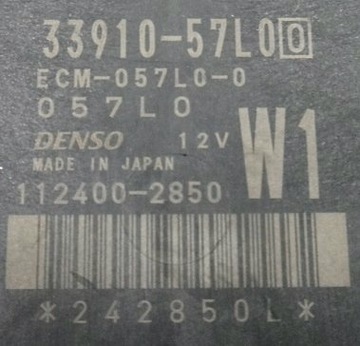 33910-57L0 0
ECM-057L0-0
057L0
DENSO 12V
MADE IN JAPAN
W1
112400-2850
*242850L*